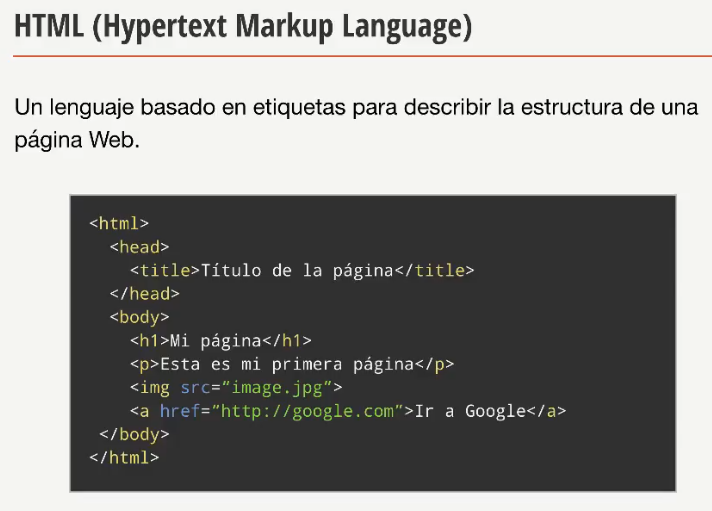 HTML (Hypertext Markup Language)
Un lenguaje basado en etiquetas para describir la estructura de una
página Web.
<html>
  <head>
    <title>Título de la página</title>
  </head>
  <body>
    <h1>Mi página</h1>
    <p>Esta es mi primera página</p>
    <img src=“image.jpg“>
    <a href=”http://google.com”>Ir a Google</a>
 </body>
</html>